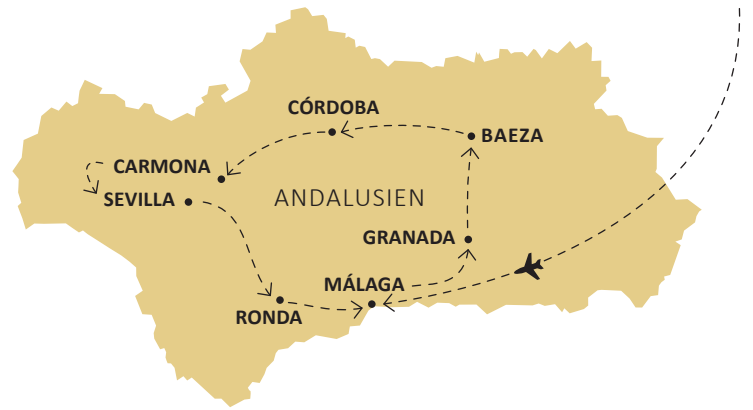 CÓRDOBA
BAEZA
CARMONA
SEVILLA
ANDALUSIEN
GRANADA
MÁLAGA
RONDA